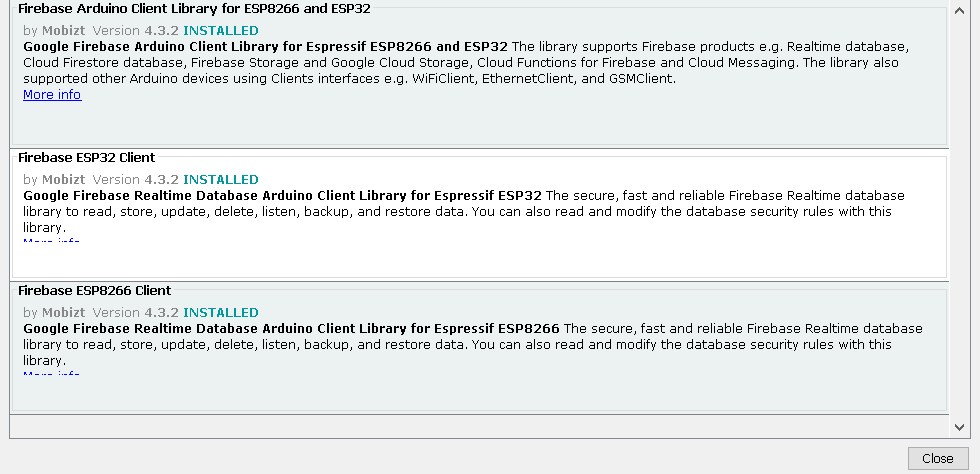 Firebase Arduino Client Library for ESP8266 and ESP32
by Mobizt Version 4.3.2 INSTALLED
Google Firebase Arduino Client Library for Espressif ESP8266 and ESP32 The library supports Firebase products e.g. Realtime database,
Cloud Firestore database, Firebase Storage and Google Cloud Storage, Cloud Functions for Firebase and Cloud Messaging. The library also
supported other Arduino devices using Clients interfaces e.g. WiFiClient, EthernetClient, and GSMClient.
More info
Firebase ESP32 Client
by Mobizt Version 4.3.2 INSTALLED
Google Firebase Realtime Database Arduino Client Library for Espressif ESP32 The secure, fast and reliable Firebase Realtime database
library to read, store, update, delete, listen, backup, and restore data. You can also read and modify the database security rules with this
library.
More info
Firebase ESP8266 Client
by Mobizt Version 4.3.2 INSTALLED
Google Firebase Realtime Database Arduino Client Library for Espressif ESP8266 The secure, fast and reliable Firebase Realtime database
library to read, store, update, delete, listen, backup, and restore data. You can also read and modify the database security rules with this
library.
More info
Close